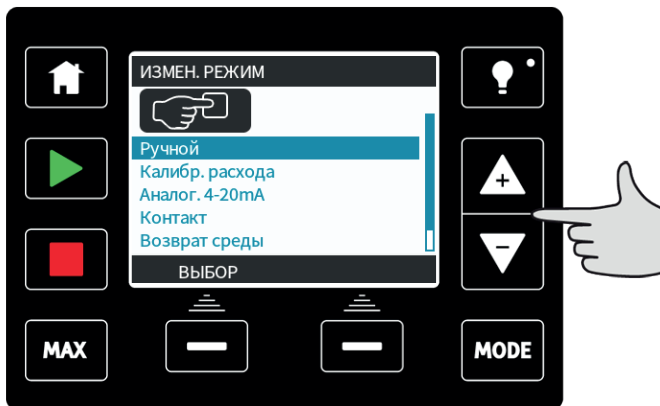 ИЗМЕН. РЕЖИМ
Ручной
Калибр. расхода
Аналог. 4-20mA
Контакт
Возврат среды
ВЫБОР
+
−
MAX
MODE